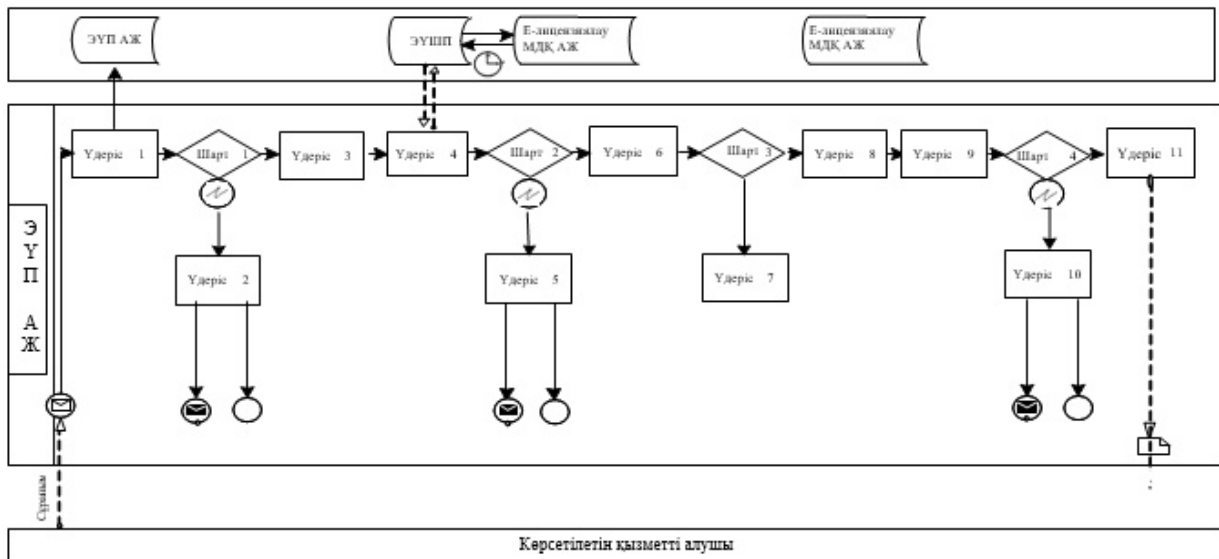 ЭҮП АЖ
ЭҮШП
Е-лицензиялау
МДҚ АЖ
Е-лицензиялау
МДҚ АЖ
Үдеріс 1
Шарт 1
Үдеріс 3
Үдеріс 4
Шарт 2
Үдеріс 6
Шарт 3
Үдеріс 8
Үдеріс 9
Шарт 4
Үдеріс 11
ЭҮП АЖ
Үдеріс 2
Үдеріс 5
Үдеріс 7
Үдеріс 10
Көрсетілетін қызметті алушы